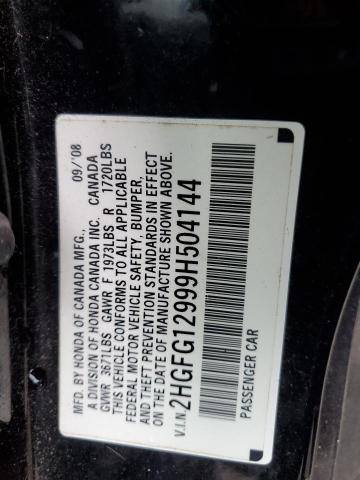 MFD. BY HONDA OF CANADA MFG., 09/'08
A DIVISION OF HONDA CANADA INC. CANADA
GVWR 3671LBS GAWR F 1973LBS R 1720LBS
THIS VEHICLE CONFORMS TO ALL APPLICABLE
FEDERAL MOTOR VEHICLE SAFETY, BUMPER,
AND THEFT PREVENTION STANDARDS IN EFFECT
ON THE DATE OF MANUFACTURE SHOWN ABOVE.
V.I.N. 2HGFG12999H504144
PASSENGER CAR